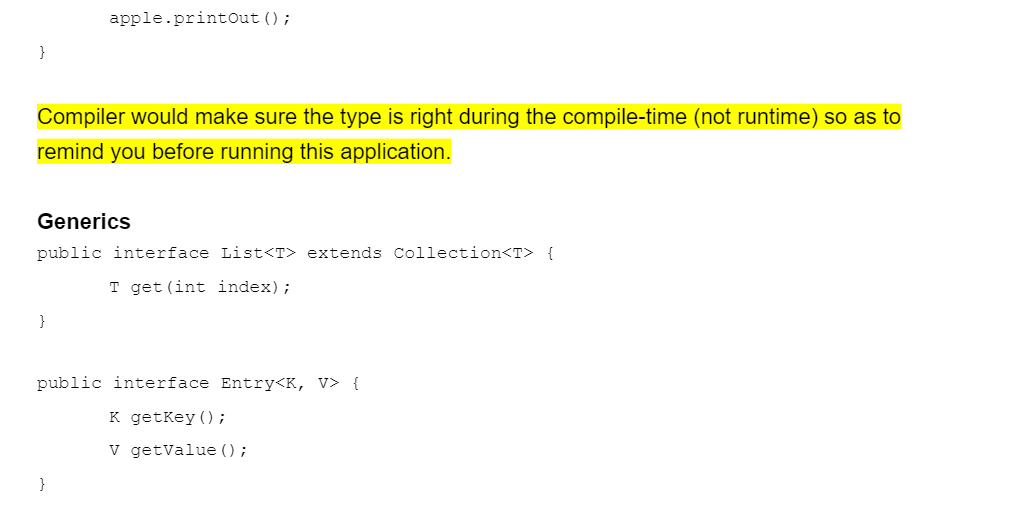 apple.printOut();
}
Compiler would make sure the type is right during the compile-time (not runtime) so as to
remind you before running this application.
Generics
public interface List<T> extends Collection<T> {
T get(int index);
}
public interface Entry<K, V> {
K getKey();
V getValue();
}